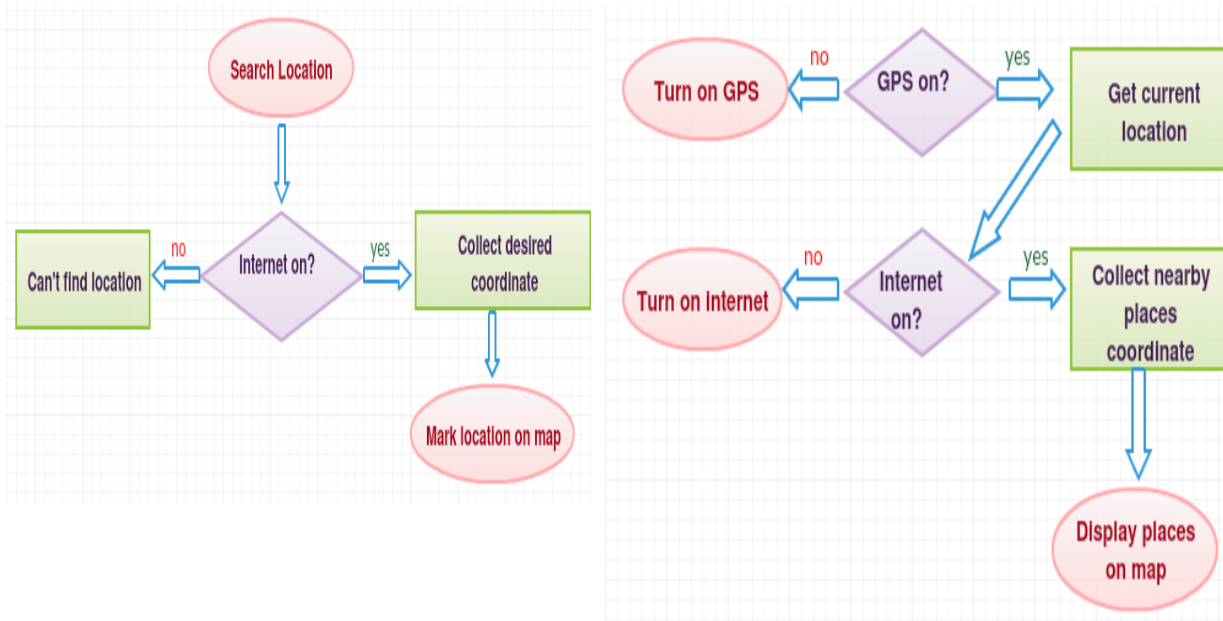 Search Location
Internet on?
no
yes
Can't find location
Collect desired
coordinate
Mark location on map
GPS on?
no
yes
Turn on GPS
Get current
location
Internet
on?
no
yes
Turn on internet
Collect nearby
places
coordinate
Display places
on map